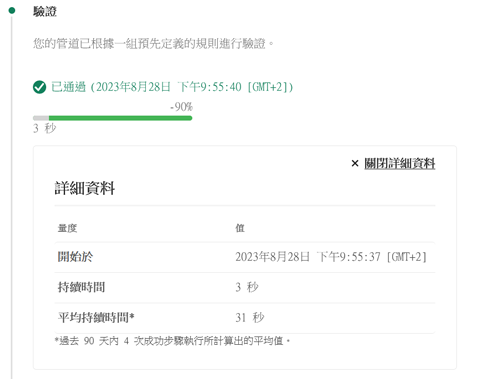 驗證
您的管道已根據一組預先定義的規則進行驗證。
已通過 (2023年8月28日 下午9:55:40 [GMT+2])
-90%
3 秒
× 關閉詳細資料
詳細資料
量度 值
開始於 2023年8月28日 下午9:55:37 [GMT+2]
持續時間 3 秒
平均持續時間* 31 秒
*過去 90 天內 4 次成功步驟執行所計算出的平均值。